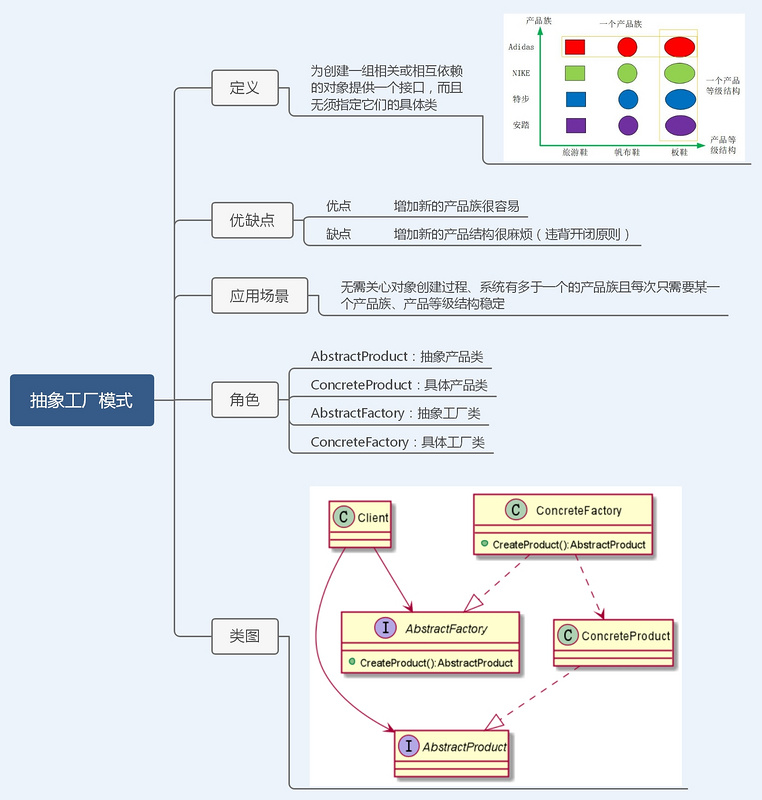 抽象工厂模式
定义
为创建一组相关或相互依赖
的对象提供一个接口，而且
无须指定它们的具体类
产品族
一个产品族
Adidas
NIKE
特步
安踏
一个产品
等级结构
产品等
级结构
旅游鞋
帆布鞋
板鞋
优缺点
优点
增加新的产品族很容易
缺点
增加新的产品结构很麻烦（违背开闭原则）
应用场景
无需关心对象创建过程、系统有多于一个的产品族且每次只需要某一
个产品族、产品等级结构稳定
角色
AbstractProduct：抽象产品类
ConcreteProduct：具体产品类
AbstractFactory：抽象工厂类
ConcreteFactory：具体工厂类
类图
C Client
C ConcreteFactory
CreateProduct():AbstractProduct
I AbstractFactory
CreateProduct():AbstractProduct
C ConcreteProduct
I AbstractProduct